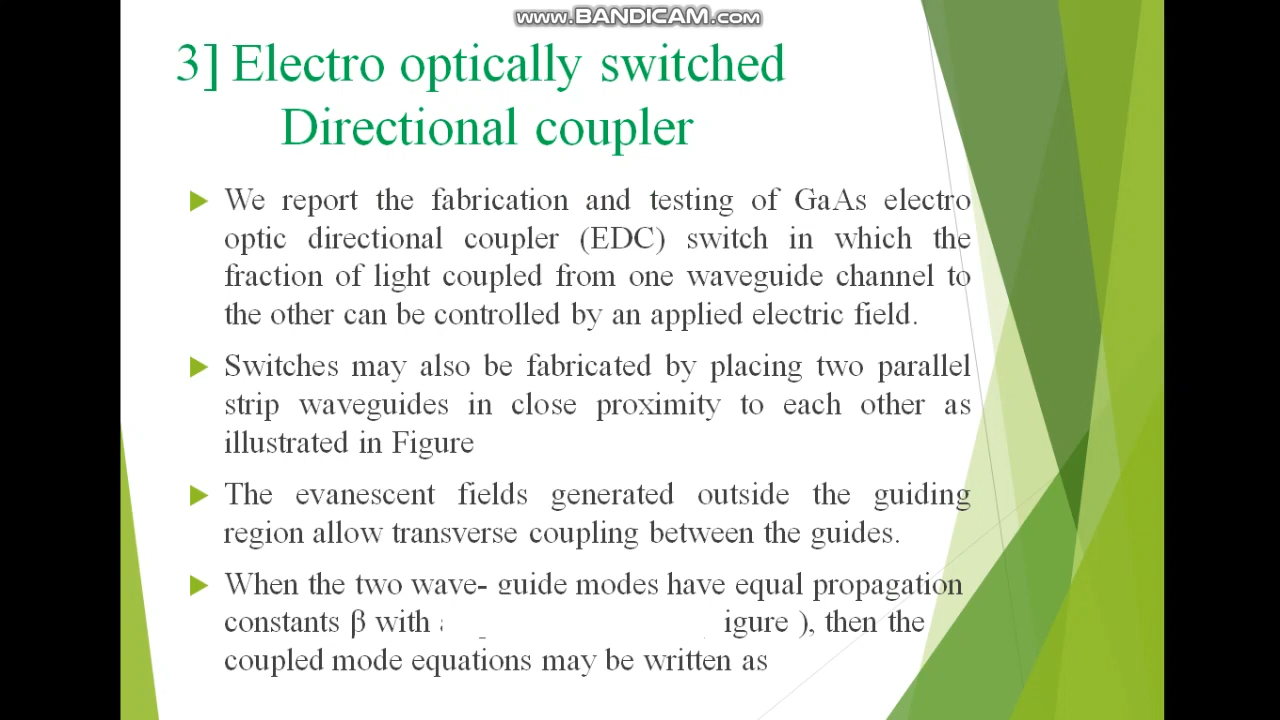 www.BANDICAM.com
3] Electro optically switched
Directional coupler
We report the fabrication and testing of GaAs electro
optic directional coupler (EDC) switch in which the
fraction of light coupled from one waveguide channel to
the other can be controlled by an applied electric field.
Switches may also be fabricated by placing two parallel
strip waveguides in close proximity to each other as
illustrated in Figure
The evanescent fields generated outside the guiding
region allow transverse coupling between the guides.
When the two wave- guide modes have equal propagation
constants β with igure ), then the
coupled mode equations may be written as